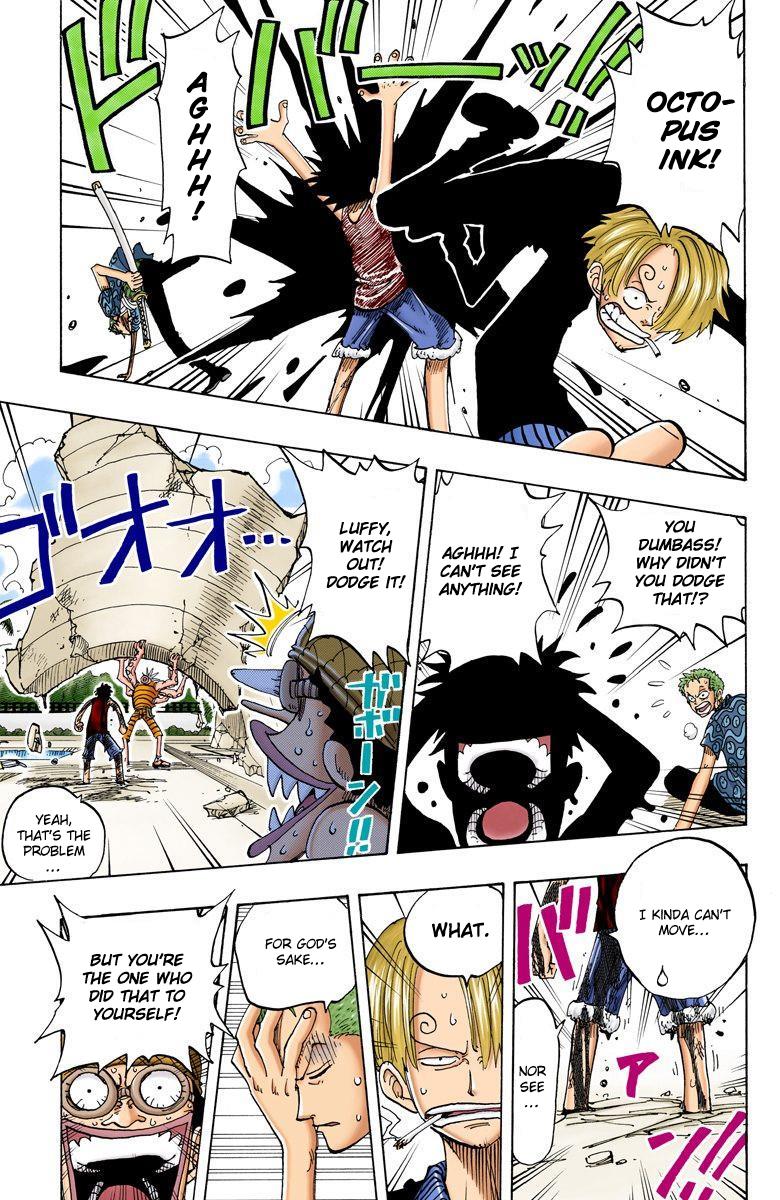 OCTO-
PUS
INK!
ドバーッ!!
AGHHH!
YOU
DUMBASS!
WHY DIDN'T
YOU DODGE
THAT!?
AGHHH! I
CAN'T SEE
ANYTHING!
LUFFY,
WATCH
OUT!
DODGE IT!
ガボーン!!
ゴオオ...
YEAH,
THAT'S THE
PROBLEM
...
I KINDA CAN'T
MOVE...
NOR
SEE
...
バァン!!
WHAT.
FOR GOD'S
SAKE...
BUT YOU'RE
THE ONE WHO
DID THAT TO
YOURSELF!